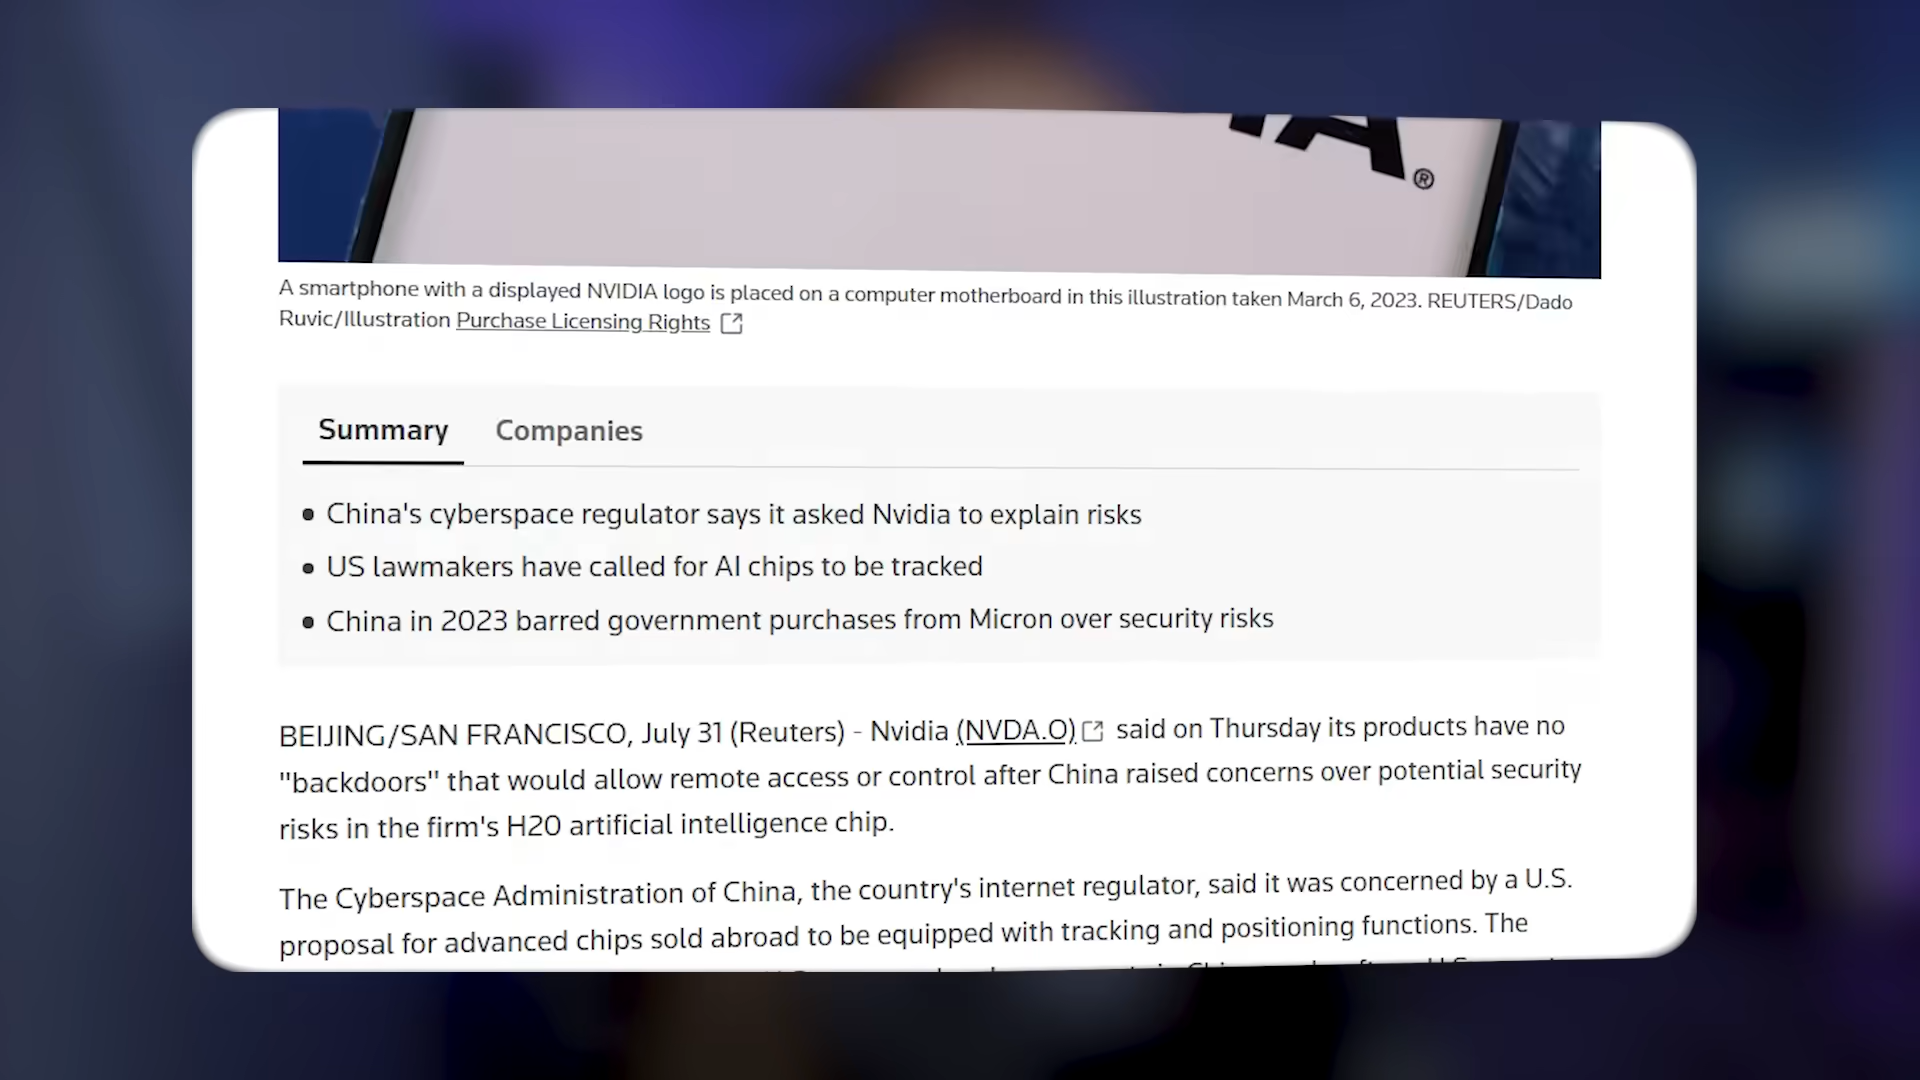 IA®
A smartphone with a displayed NVIDIA logo is placed on a computer motherboard in this illustration taken March 6, 2023. REUTERS/Dado
Ruvic/Illustration Purchase Licensing Rights
Summary Companies
• China's cyberspace regulator says it asked Nvidia to explain risks
• US lawmakers have called for AI chips to be tracked
• China in 2023 barred government purchases from Micron over security risks
BEIJING/SAN FRANCISCO, July 31 (Reuters) - Nvidia (NVDA.O) said on Thursday its products have no
"backdoors" that would allow remote access or control after China raised concerns over potential security
risks in the firm's H20 artificial intelligence chip.
The Cyberspace Administration of China, the country's internet regulator, said it was concerned by a U.S.
proposal for advanced chips sold abroad to be equipped with tracking and positioning functions. The